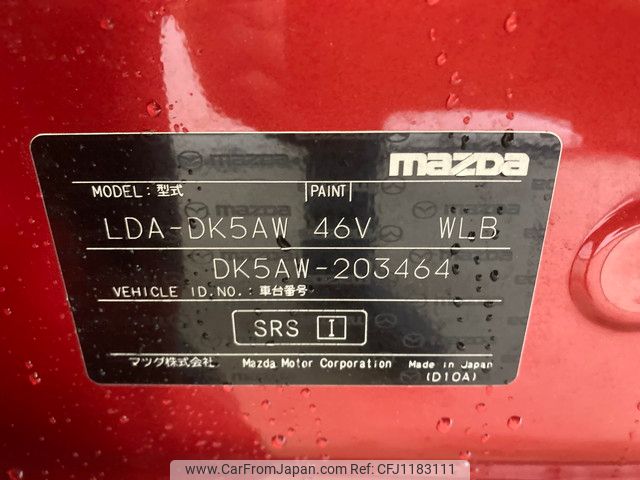 mazda
MODEL: 型式 PAINT
LDA-DK5AW 46V WLB
DK5AW-203464
VEHICLE ID.NO.: 車台番号
SRS I
マツダ株式会社 Mazda Motor Corporation Made in Japan
(D10A)
www.CarFromJapan.com Ref No. CFJ1183111